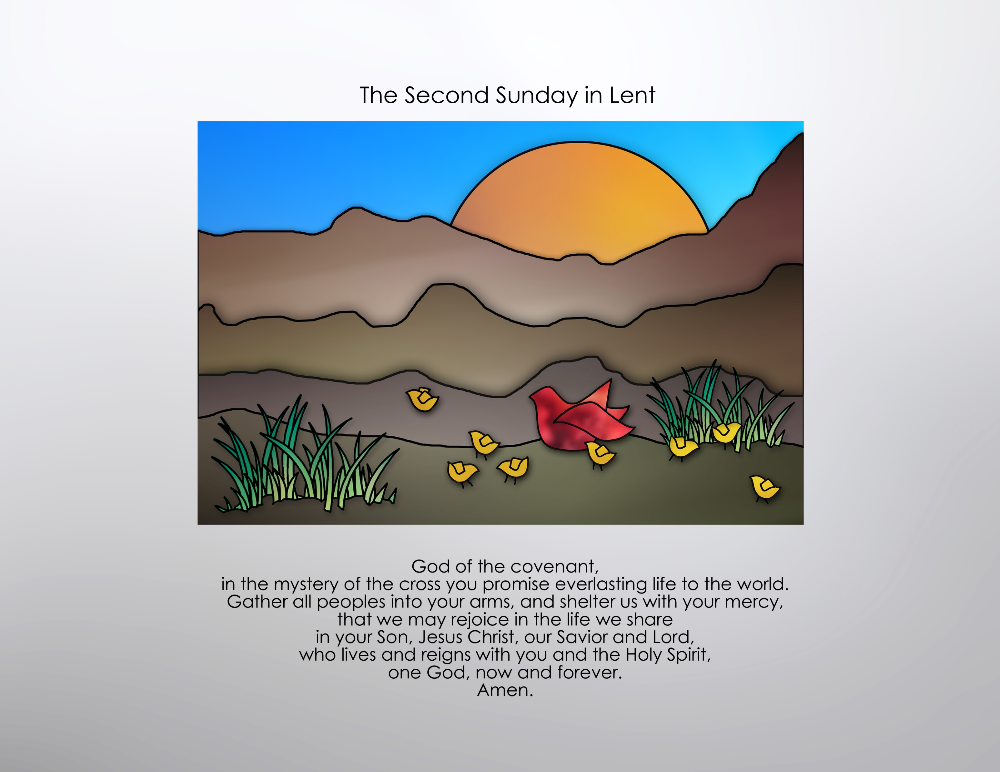 The Second Sunday in Lent
God of the covenant,
in the mystery of the cross you promise everlasting life to the world.
Gather all peoples into your arms, and shelter us with your mercy,
that we may rejoice in the life we share
in your Son, Jesus Christ, our Savior and Lord,
who lives and reigns with you and the Holy Spirit,
one God, now and forever.
Amen.